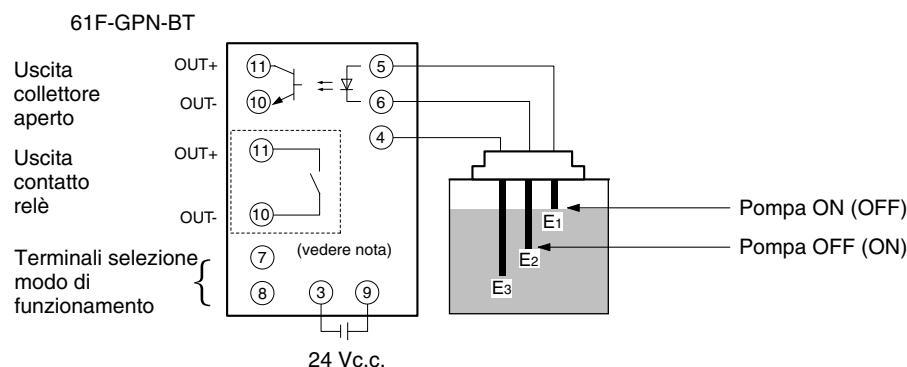 61F-GPN-BT
Uscita
collettore
aperto
OUT+
OUT-
11
10
5
6
4
Uscita
contatto
relè
OUT+
OUT-
11
10
Terminali selezione
modo di
funzionamento
7
8
(vedere nota)
3
9
24 Vc.c.
E1
E2
E3
Pompa ON (OFF)
Pompa OFF (ON)